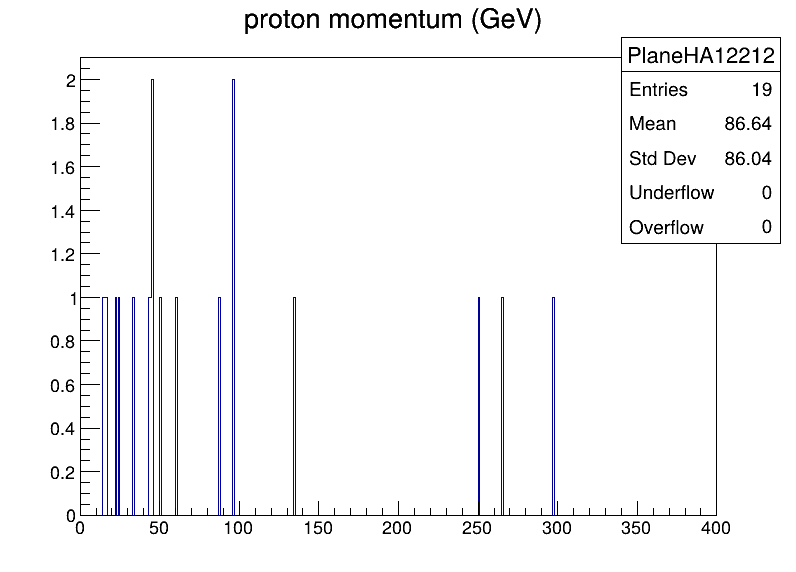 proton momentum (GeV)
PlaneHA12212
Entries 19
Mean 86.64
Std Dev 86.04
Underflow 0
Overflow 0
2
1.8
1.6
1.4
1.2
1
0.8
0.6
0.4
0.2
0
0 50 100 150 200 250 300 350 400